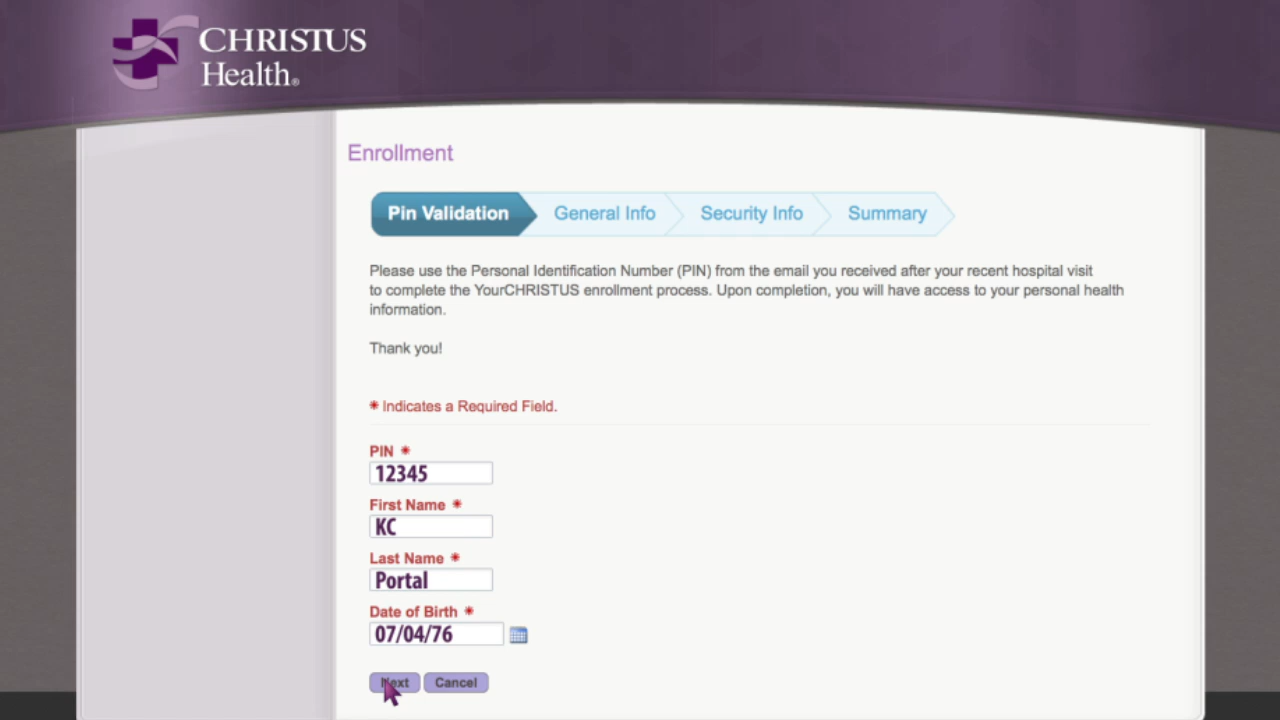 CHRISTUS
Health®
Enrollment
Pin Validation General Info Security Info Summary
Please use the Personal Identification Number (PIN) from the email you received after your recent hospital visit
to complete the YourCHRISTUS enrollment process. Upon completion, you will have access to your personal health
information.
Thank you!
* Indicates a Required Field.
PIN *
12345
First Name *
KC
Last Name *
Portal
Date of Birth *
07/04/76
Next Cancel